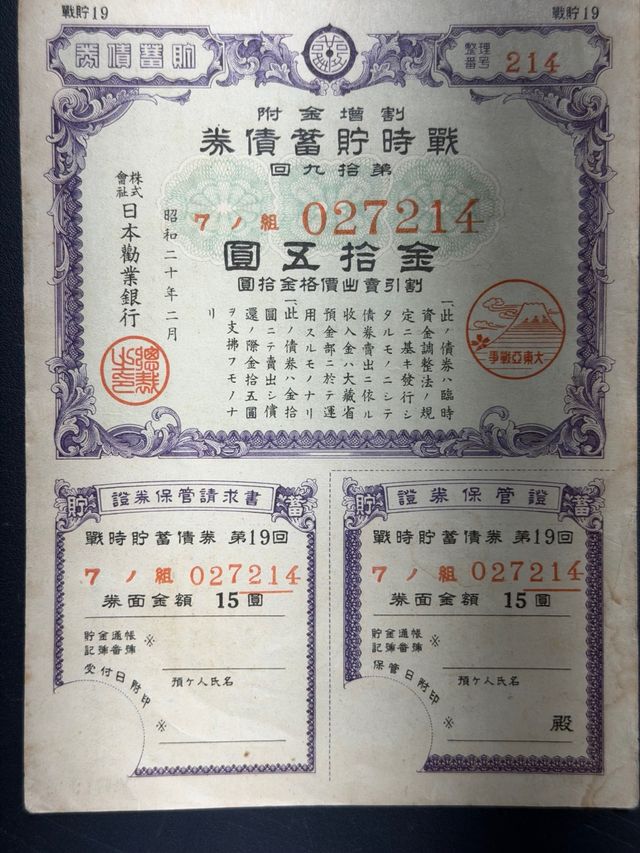 戰貯19
戰貯19
貯蓄債券
整理番号 214
割增金附
戰時貯蓄債券
第拾九回
7ノ組 027214
金拾五圓
割引賣出價格金拾圓
大東亞戰爭
一、此ノ債券ハ臨時
資金調整法ノ規
定ニ基キ發行シ
タルモノニシテ
債券賣出ニ依ル
收入金ハ大藏省
預金部ニ於テ運
用スルモノナリ
一、此ノ債券ハ金拾
圓ニテ賣出シ償
還ノ際金拾五圓
ヲ支拂フモノナ
リ
昭和二十年二月
株式會社 日本勸業銀行
總裁之印
貯 證券保管請求書
戰時貯蓄債券 第19回
7ノ組 027214
券面金額 15圓
貯金通帳
記號番號 ※
受付日附印
預ケ人氏名
※
證券保管證 蓄
戰時貯蓄債券 第19回
7ノ組 027214
券面金額 15圓
貯金通帳
記號番號 ※
保管日附印
預ケ人氏名
※ 殿